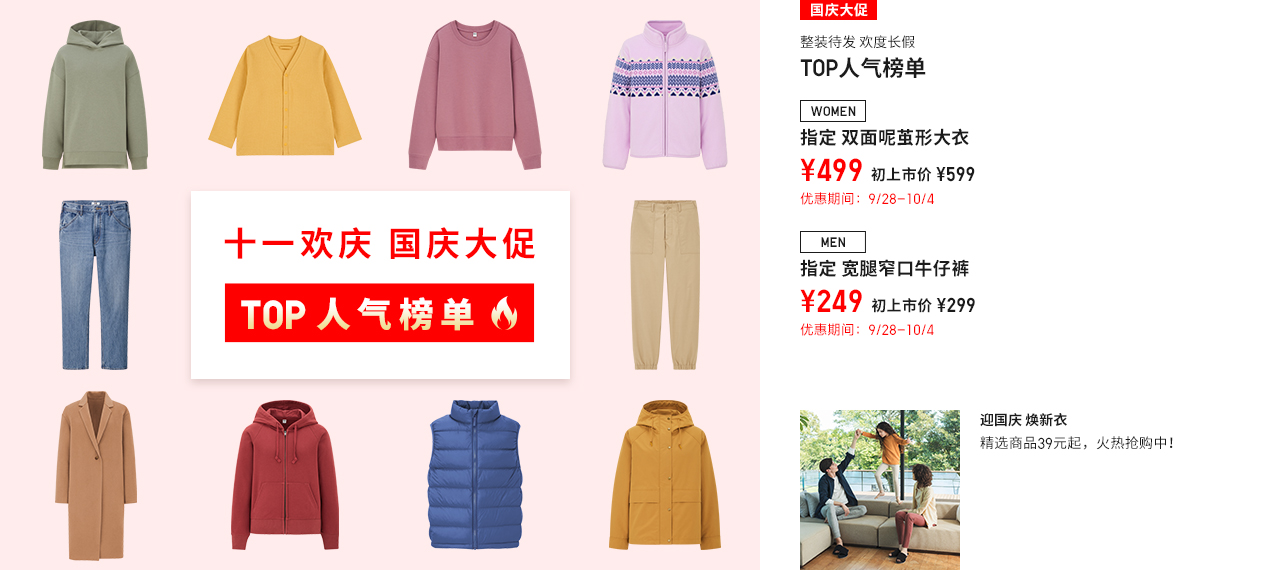 十一欢庆 国庆大促
TOP 人气榜单
国庆大促
整装待发 欢度长假
TOP人气榜单
WOMEN
指定 双面呢茧形大衣
¥499 初上市价 ¥599
优惠期间：9/28-10/4
MEN
指定 宽腿窄口牛仔裤
¥249 初上市价 ¥299
优惠期间：9/28-10/4
迎国庆 焕新衣
精选商品39元起，火热抢购中！